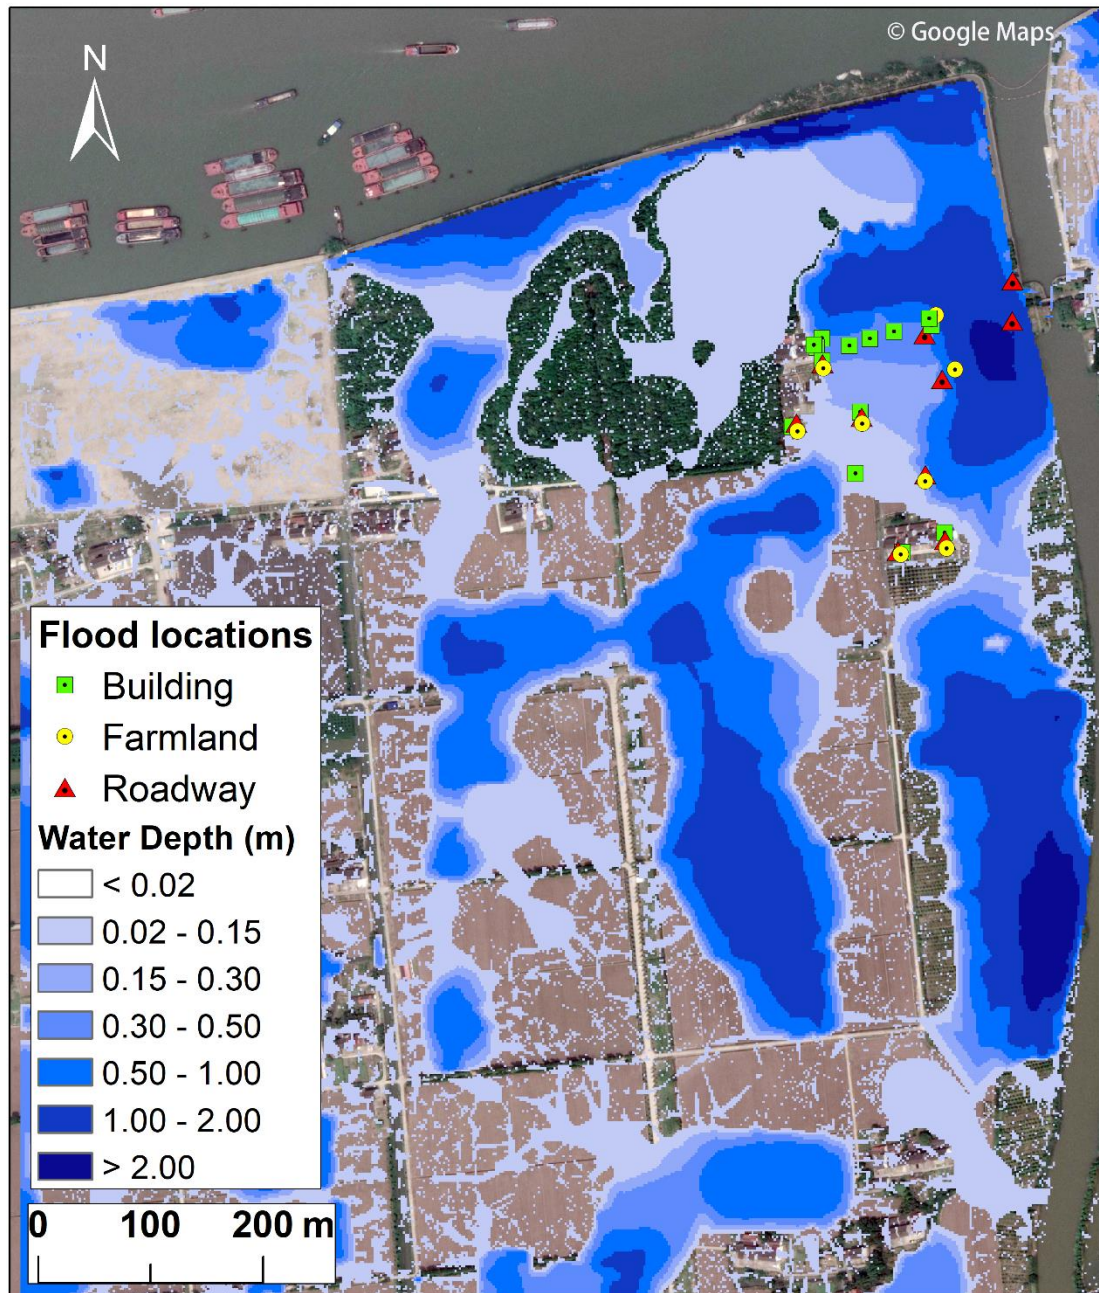 © Google Maps
N
Flood locations
Building
Farmland
Roadway
Water Depth (m)
< 0.02
0.02 - 0.15
0.15 - 0.30
0.30 - 0.50
0.50 - 1.00
1.00 - 2.00
> 2.00
0 100 200 m